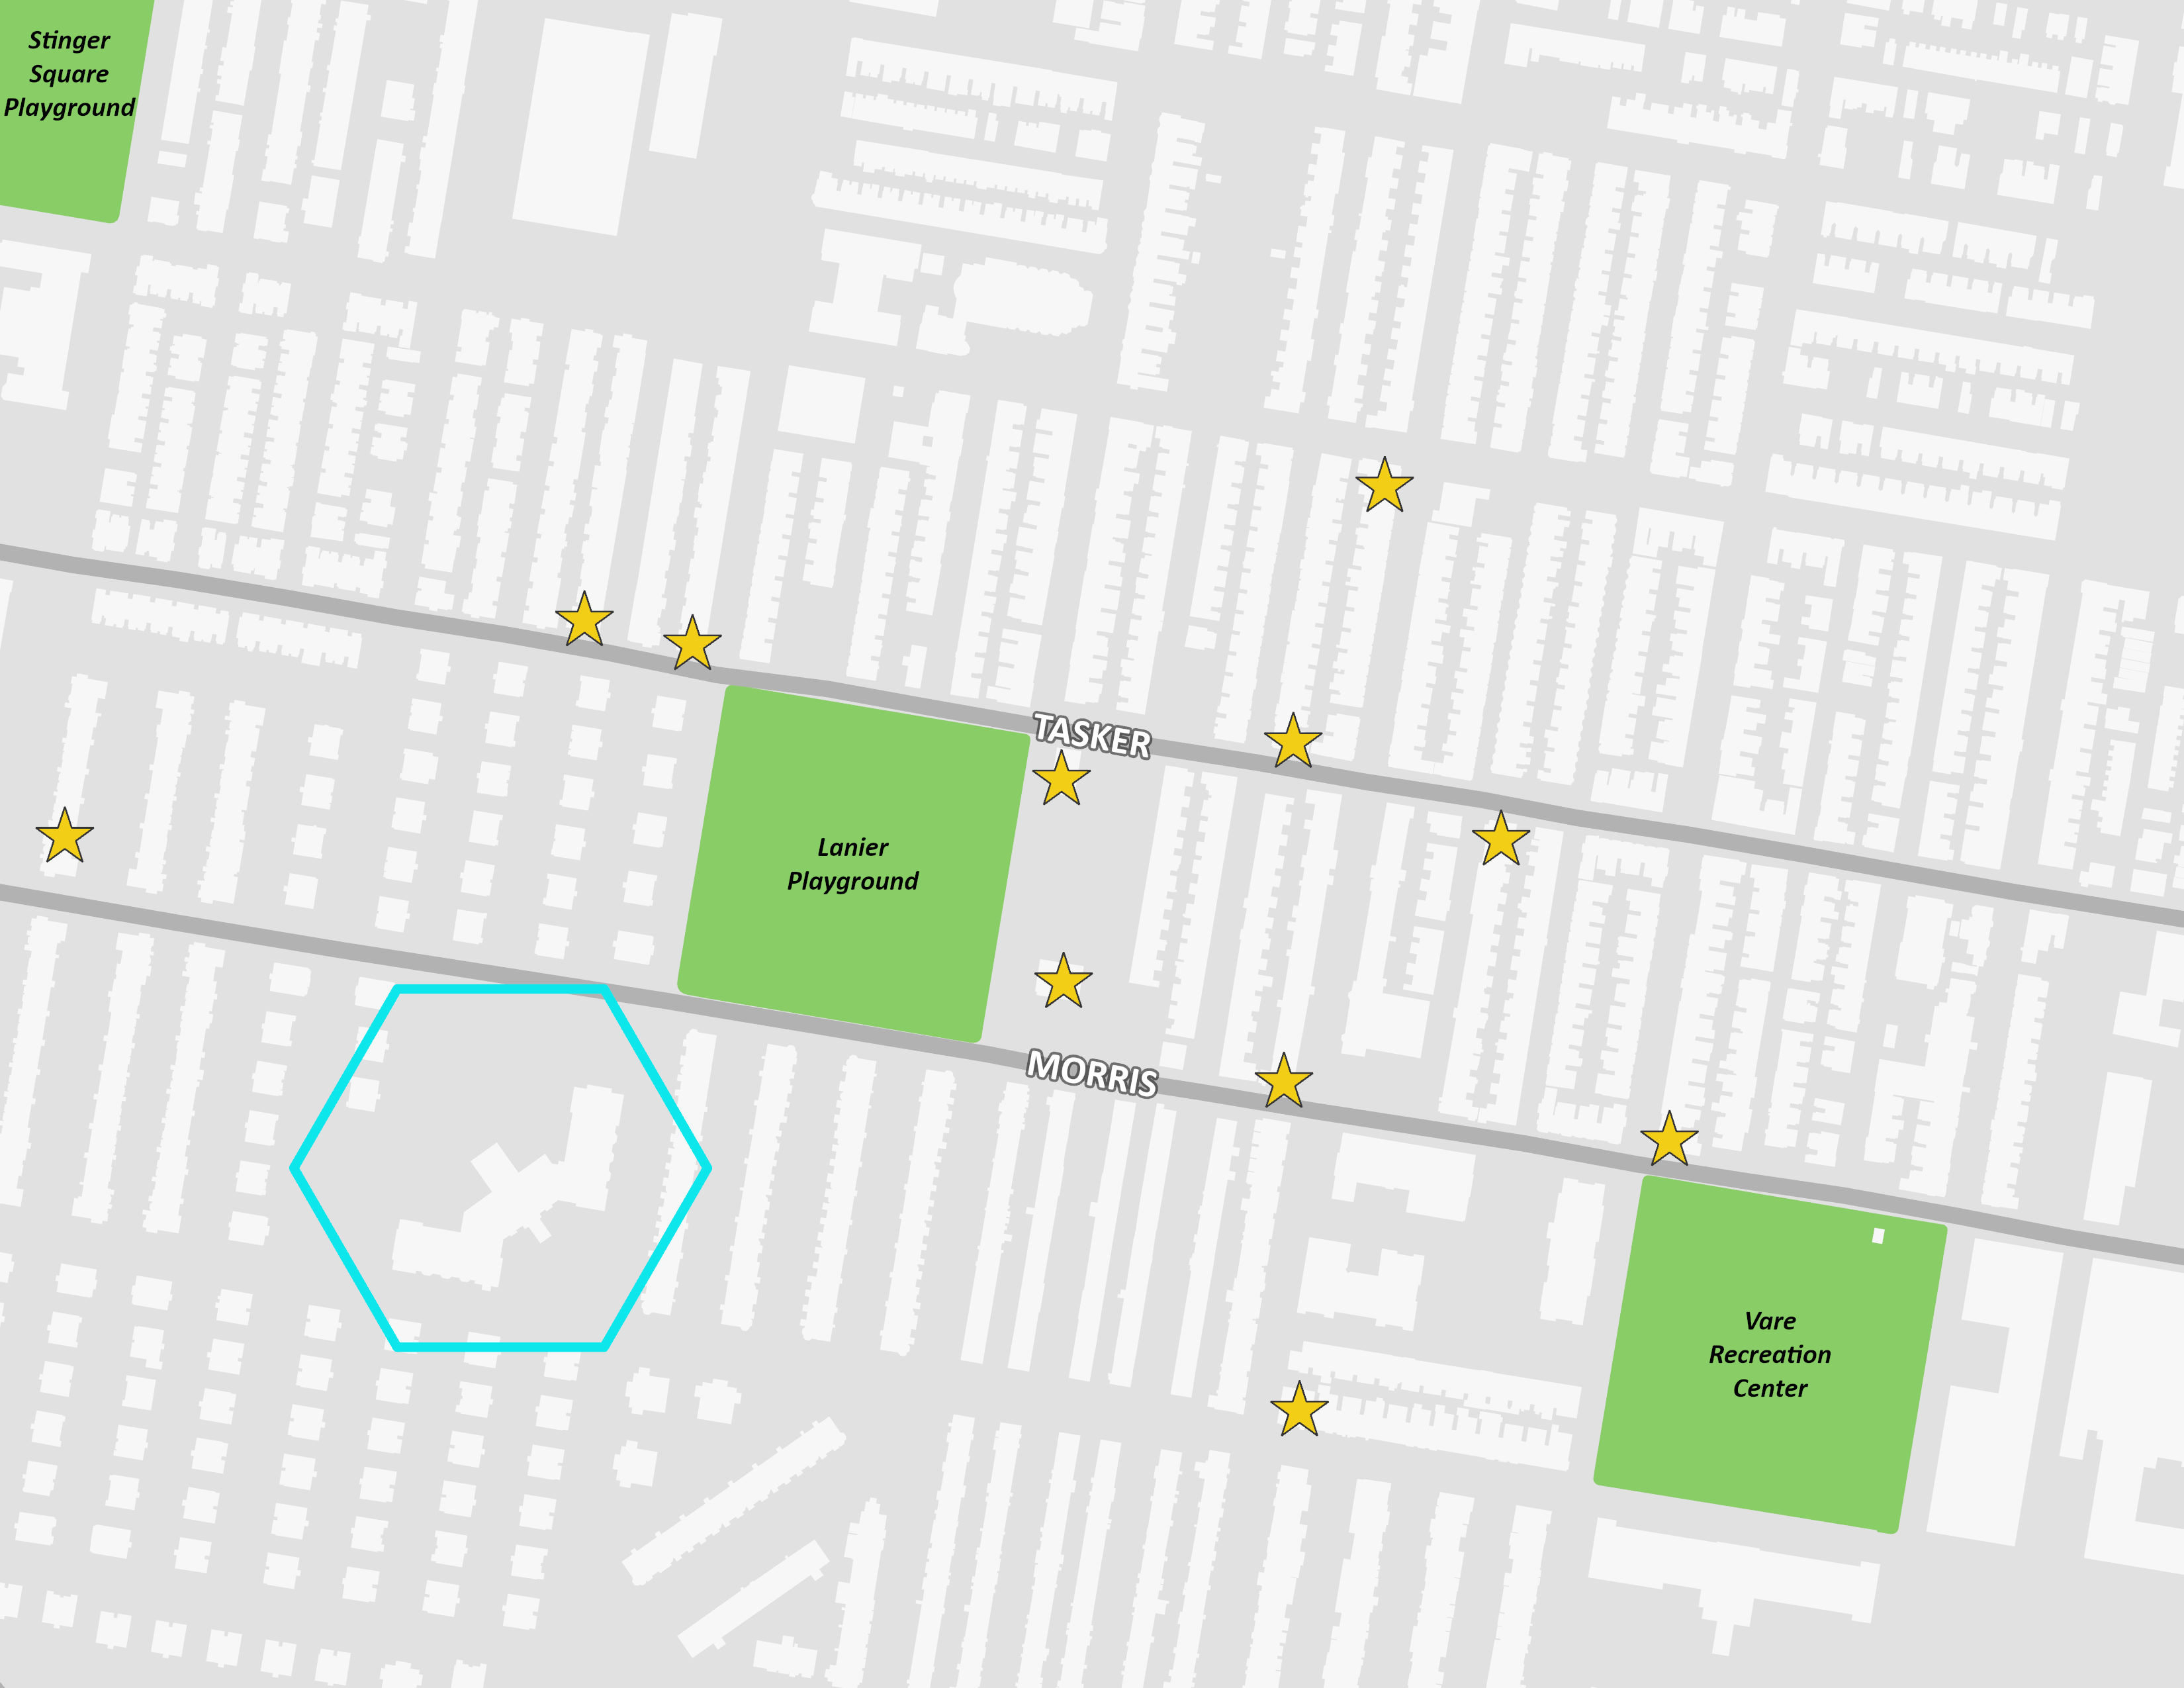 Stinger
Square
Playground
TASKER
Lanier
Playground
MORRIS
Vare
Recreation
Center